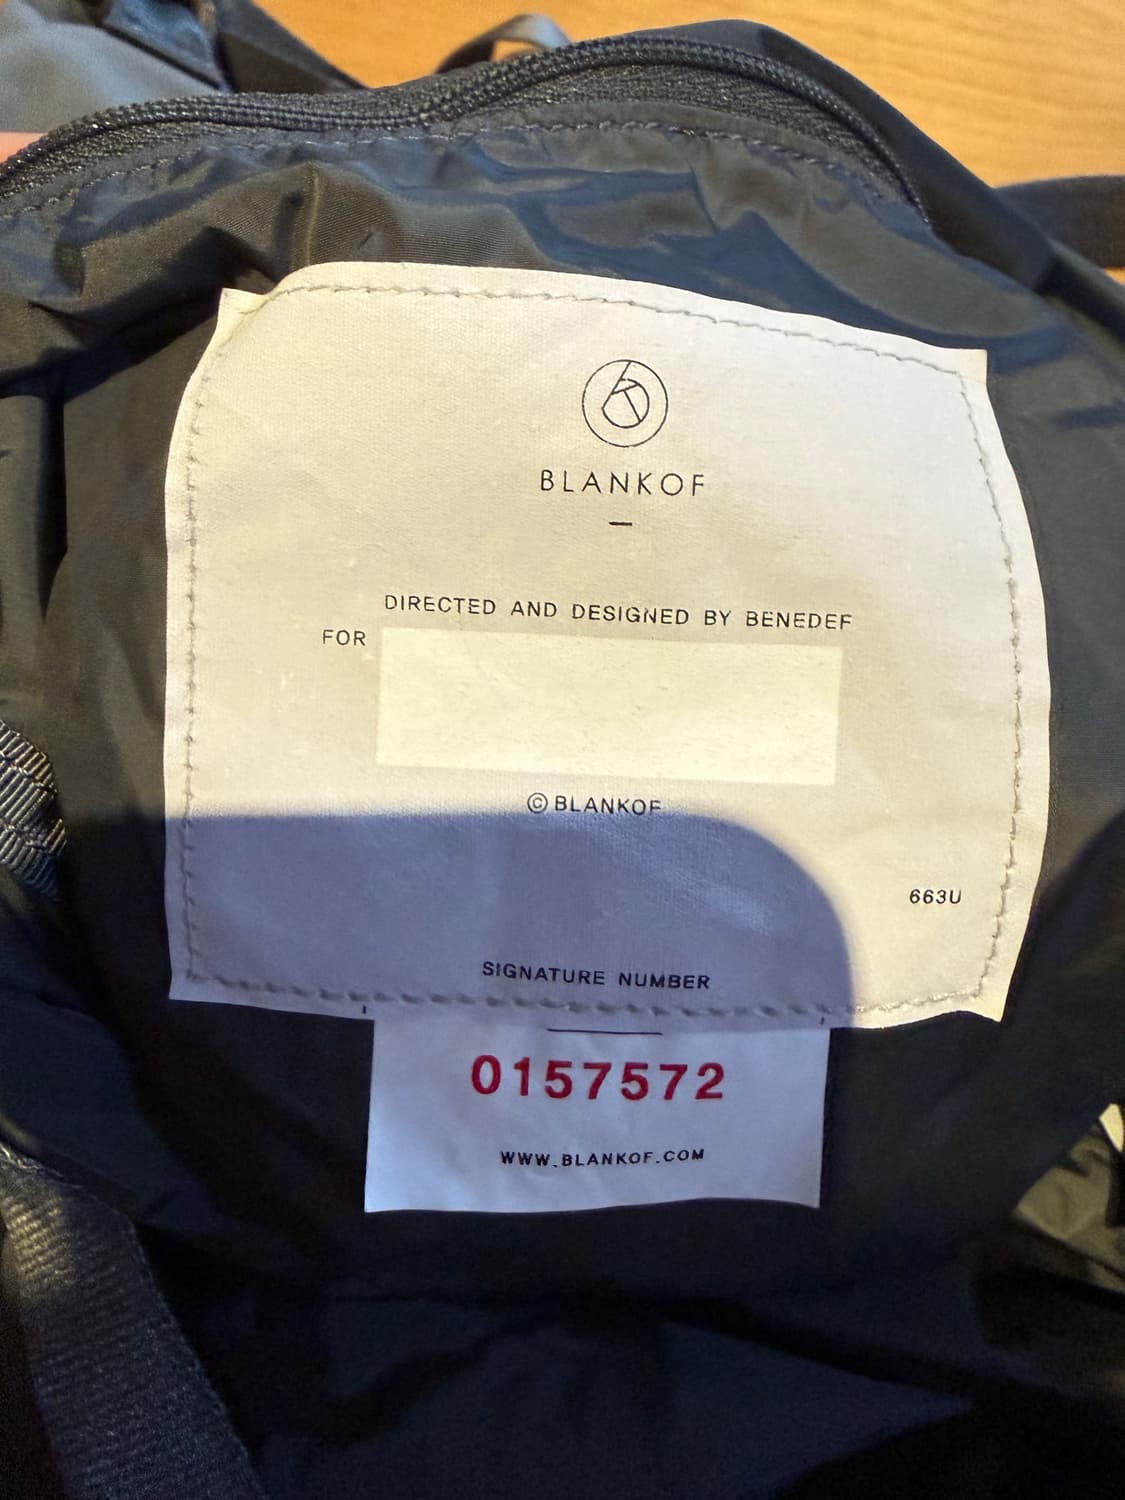 BLANKOF
DIRECTED AND DESIGNED BY BENEDEF
FOR
©BLANKOF
663U
SIGNATURE NUMBER
0157572
WWW.BLANKOF.COM